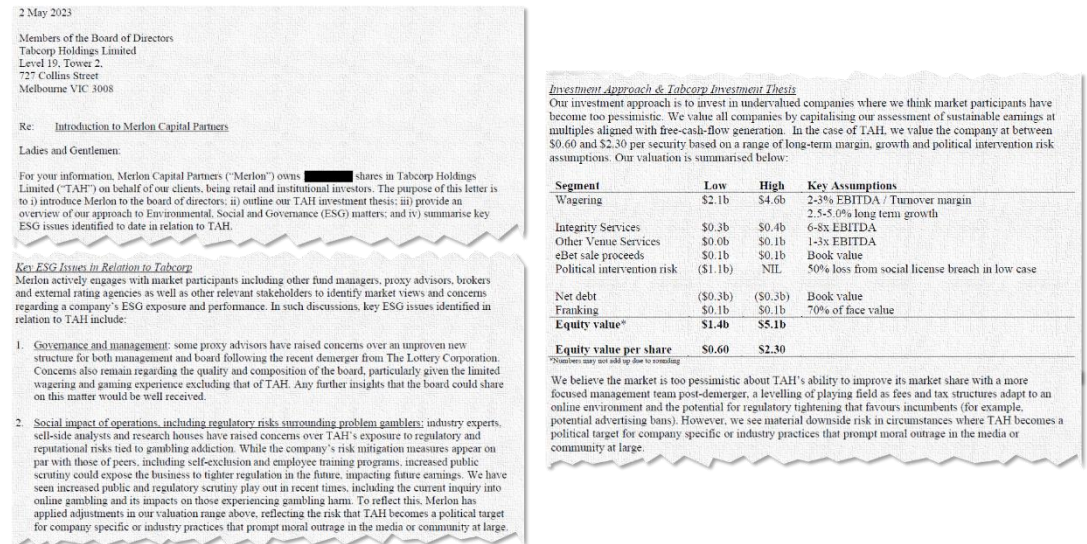 2 May 2023
Members of the Board of Directors
Tabcorp Holdings Limited
Level 19, Tower 2,
727 Collins Street
Melbourne VIC 3008
Re: Introduction to Merlon Capital Partners
Ladies and Gentlemen:
For your information, Merlon Capital Partners ("Merlon") owns shares in Tabcorp Holdings
Limited ("TAH") on behalf of our clients, being retail and institutional investors. The purpose of this letter
is to i) introduce Merlon to the board of directors; ii) outline our TAH investment thesis; iii) provide an
overview of our approach to Environmental, Social and Governance (ESG) matters; and iv) summarise key
ESG issues identified to date in relation to TAH.
Key ESG Issues in Relation to Tabcorp
Merlon actively engages with market participants including other fund managers, proxy advisors, brokers
and external rating agencies as well as other relevant stakeholders to identify market views and concerns
regarding a company's ESG exposure and performance. In such discussions, key ESG issues identified in
relation to TAH include:
1. Governance and management: some proxy advisors have raised concerns over an unproven new
structure for both management and board following the recent demerger from The Lottery Corporation.
Concerns also remain regarding the quality and composition of the board, particularly given the limited
wagering and gaming experience excluding that of TAH. Any further insights that the board could share
on this matter would be well received.
2. Social impact of operations, including regulatory risks surrounding problem gamblers: industry experts,
sell-side analysts and research houses have raised concerns over TAH's exposure to regulatory and
reputational risks tied to gambling addiction. While the company's risk mitigation measures appear on
par with those of peers, including self-exclusion and employee training programs, increased public
scrutiny could expose the business to tighter regulation in the future, impacting future earnings. We have
seen increased public and regulatory scrutiny play out in recent times, including the current inquiry into
online gambling and its impacts on those experiencing gambling harm. To reflect this, Merlon has
applied adjustments in our valuation range above, reflecting the risk that TAH becomes a political target
for company specific or industry practices that prompt moral outrage in the media or community at large.
Investment Approach & Tabcorp Investment Thesis
Our investment approach is to invest in undervalued companies where we think market participants have
become too pessimistic. We value all companies by capitalising our assessment of sustainable earnings at
multiples aligned with free-cash-flow generation. In the case of TAH, we value the company at between
$0.60 and $2.30 per security based on a range of long-term margin, growth and political intervention risk
assumptions. Our valuation is summarised below:
Segment Low High Key Assumptions
Wagering $2.1b $4.6b 2-3% EBITDA / Turnover margin
2.5-5.0% long term growth
Integrity Services $0.3b $0.4b 6-8x EBITDA
Other Venue Services $0.0b $0.1b 1-3x EBITDA
eBet sale proceeds $0.1b $0.1b Book value
Political intervention risk ($1.1b) NIL 50% loss from social license breach in low case
Net debt ($0.3b) ($0.3b) Book value
Franking $0.1b $0.1b 70% of face value
Equity value* $1.4b $5.1b
Equity value per share $0.60 $2.30
*Numbers may not add up due to rounding
We believe the market is too pessimistic about TAH's ability to improve its market share with a more
focused management team post-demerger, a levelling of playing field as fees and tax structures adapt to an
online environment and the potential for regulatory tightening that favours incumbents (for example,
potential advertising bans). However, we see material downside risk in circumstances where TAH becomes a
political target for company specific or industry practices that prompt moral outrage in the media or
community at large.